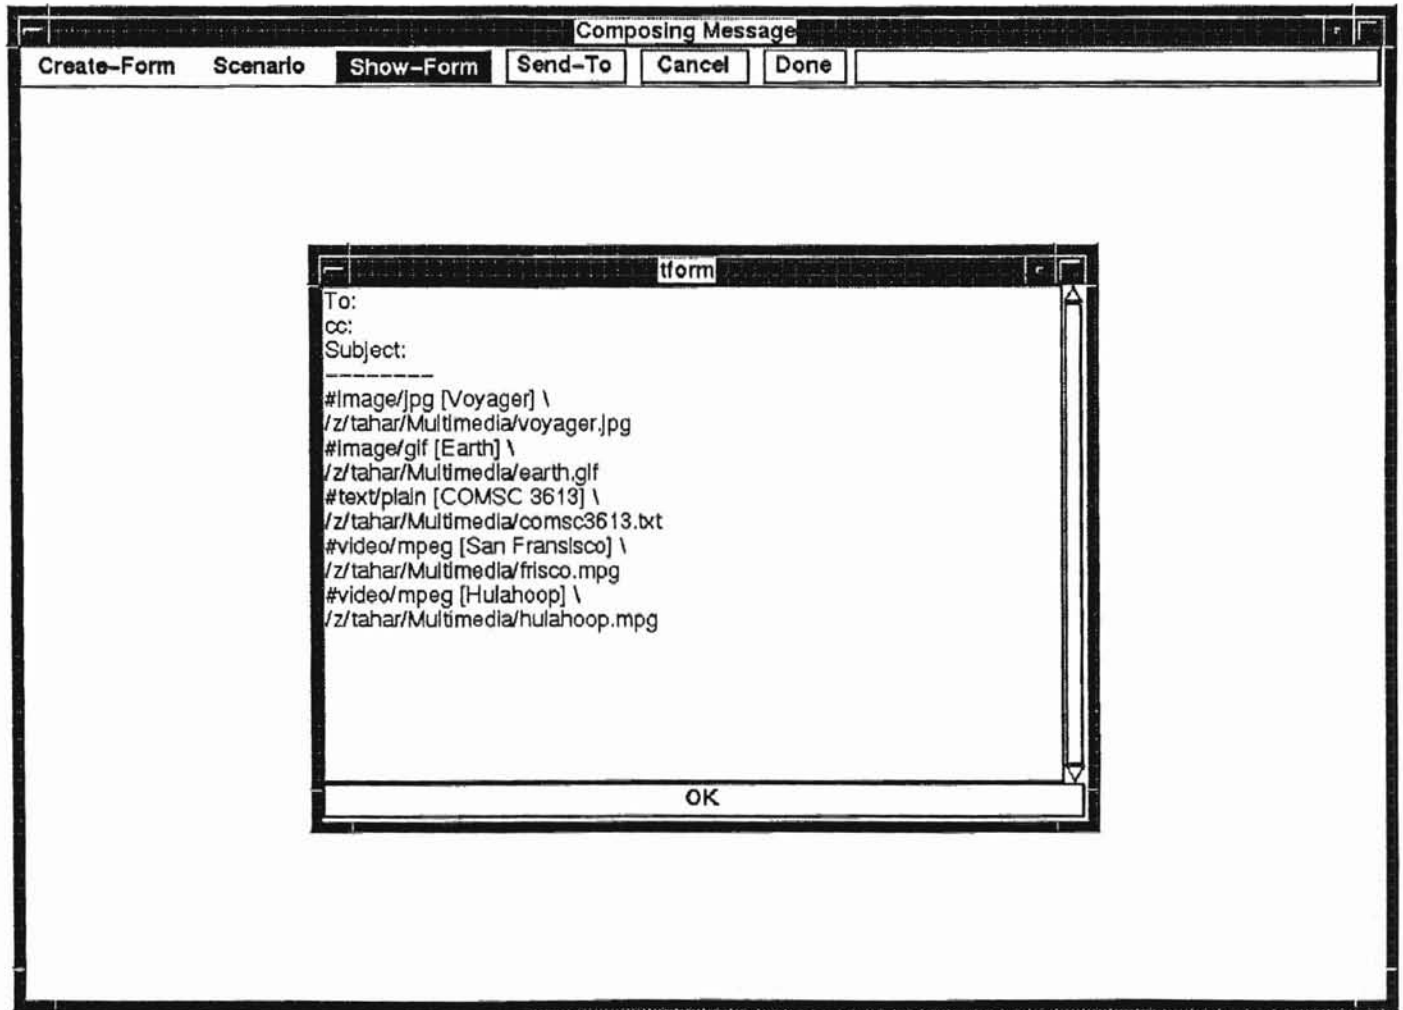 Composing Message
Create-Form Scenario Show-Form Send-To Cancel Done
tform
To:
cc:
Subject:
--------
#image/jpg [Voyager] \
/z/tahar/Multimedia/voyager.jpg
#image/gif [Earth] \
/z/tahar/Multimedia/earth.gif
#text/plain [COMSC 3613] \
/z/tahar/Multimedia/comsc3613.txt
#video/mpeg [San Fransisco] \
/z/tahar/Multimedia/frisco.mpg
#video/mpeg [Hulahoop] \
/z/tahar/Multimedia/hulahoop.mpg
OK